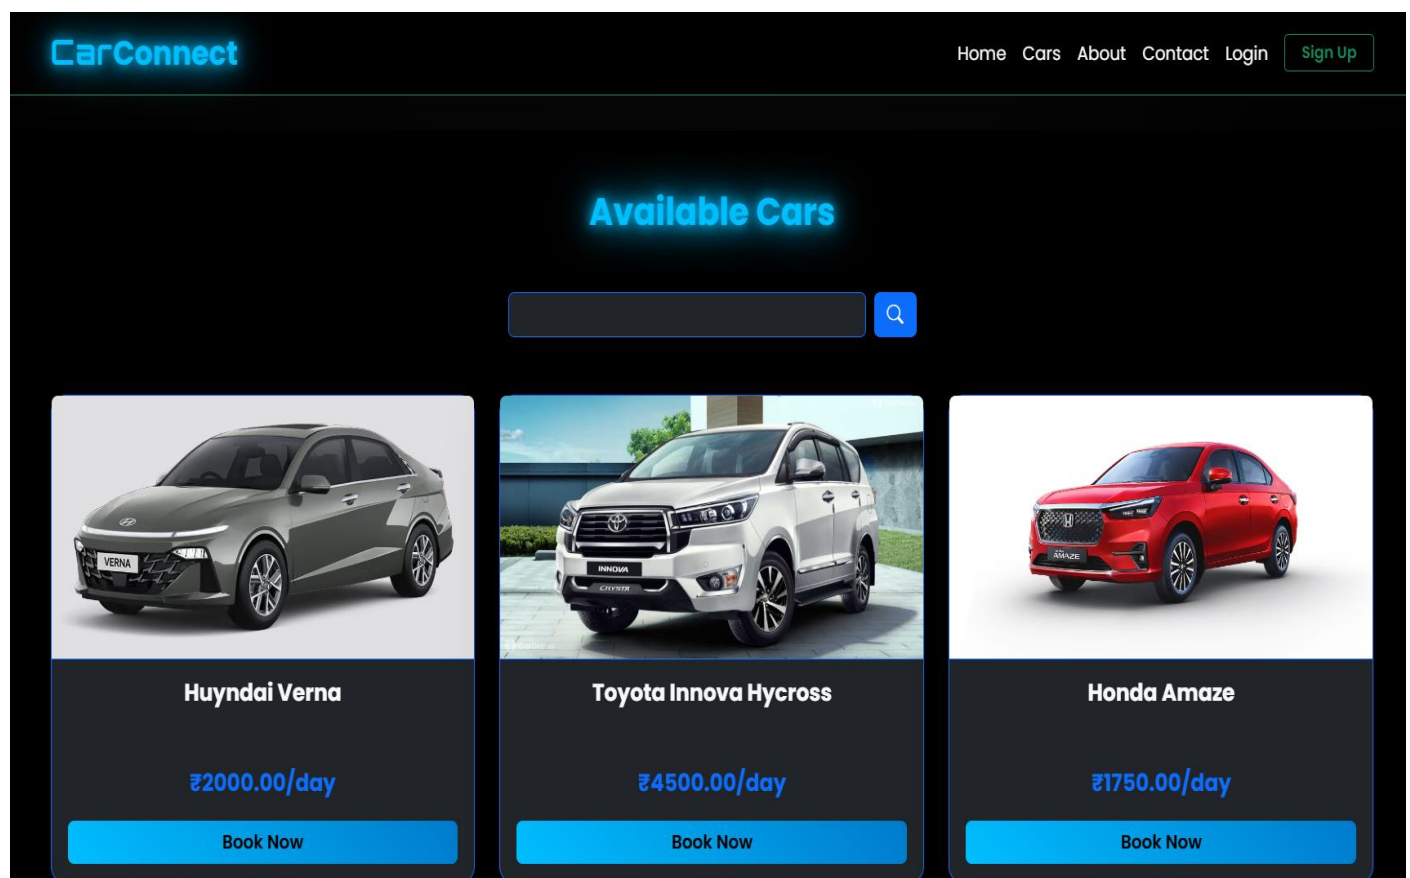 CarConnect
Home Cars About Contact Login Sign Up
Available Cars
VERNA
INNOVA
CRYSTA
AMAZE
Huyndai Verna
Toyota Innova Hycross
Honda Amaze
₹2000.00/day
₹4500.00/day
₹1750.00/day
Book Now
Book Now
Book Now